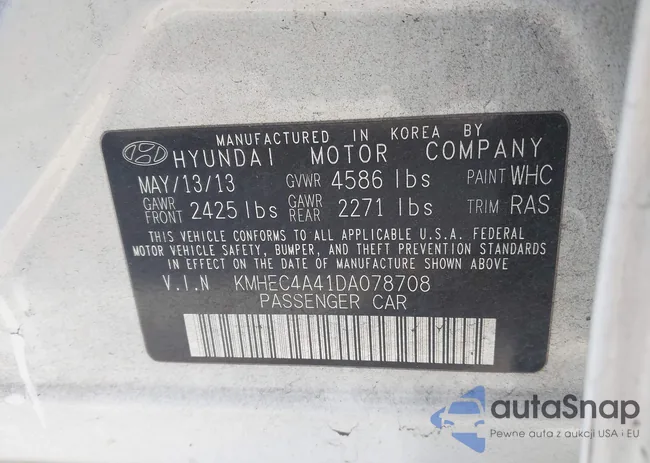 MANUFACTURED IN KOREA BY
HYUNDAI MOTOR COMPANY
MAY/13/13 GVWR 4586 lbs PAINT WHC
GAWR FRONT 2425 lbs GAWR REAR 2271 lbs TRIM RAS
THIS VEHICLE CONFORMS TO ALL APPLICABLE U.S.A. FEDERAL
MOTOR VEHICLE SAFETY, BUMPER, AND THEFT PREVENTION STANDARDS
IN EFFECT ON THE DATE OF MANUFACTURE SHOWN ABOVE
V.I.N KMHEC4A41DA078708
PASSENGER CAR
autoSnap
Pewne auta z aukcji USA i EU